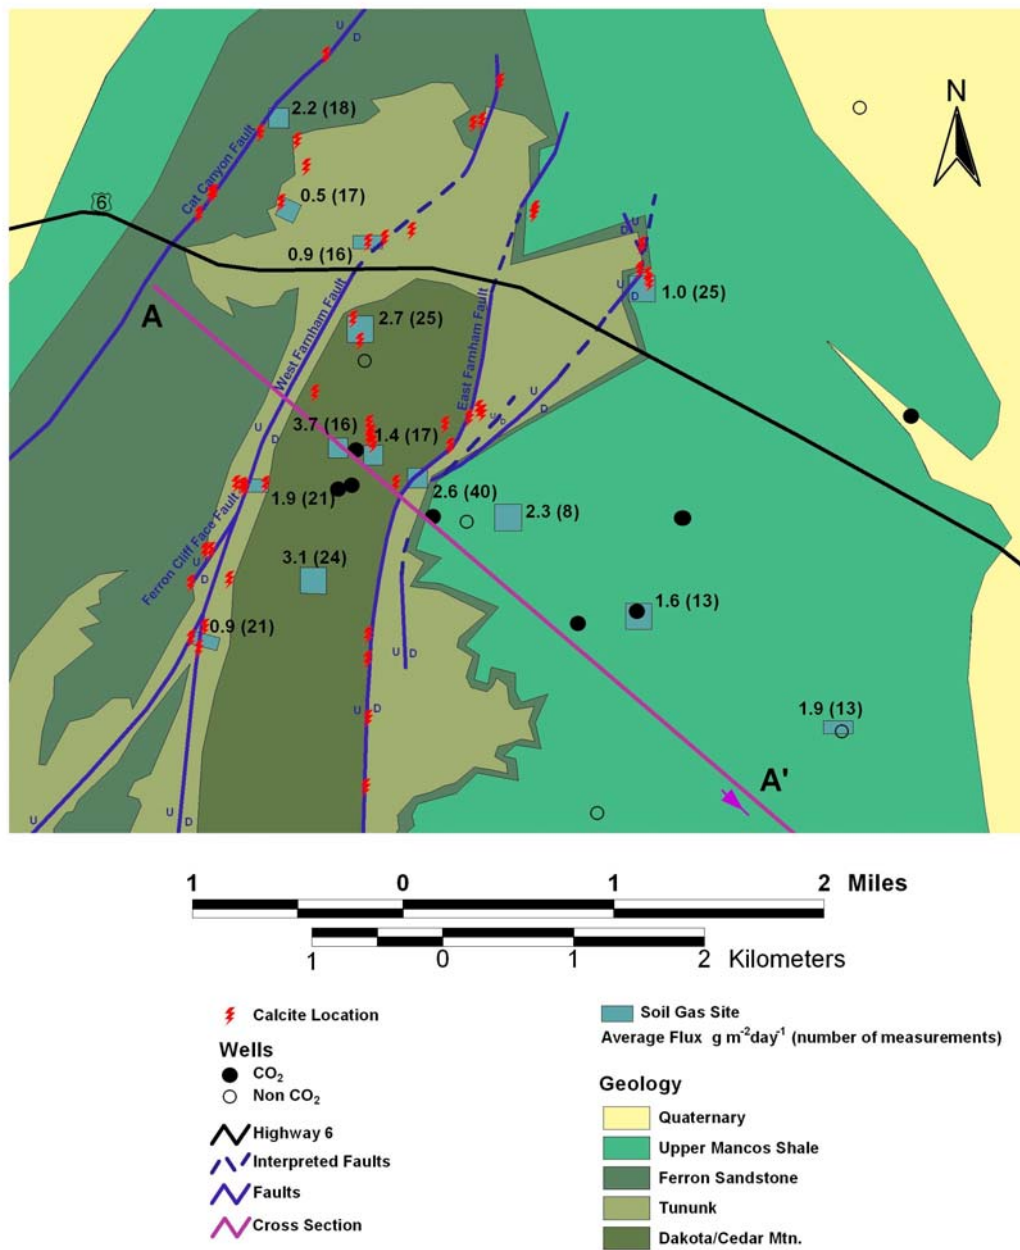 U
D
2.2 (18)
N
Cat Canyon Fault
6
0.5 (17)
0.9 (16)
D U
U D
1.0 (25)
A
West Farnham Fault
2.7 (25)
East Farnham Fault
U
D
U D
3.7 (16)
1.4 (17)
U
D
1.9 (21)
2.6 (40)
2.3 (8)
Ferron Cliff Face Fault
3.1 (24)
U
D
1.6 (13)
0.9 (21)
U D
U D
1.9 (13)
A'
U
D
U D
1 0 1 2 Miles
1 0 1 2 Kilometers
Calcite Location
Wells
CO₂
Non CO₂
Highway 6
Interpreted Faults
Faults
Cross Section
Soil Gas Site
Average Flux g m⁻²day⁻¹ (number of measurements)
Geology
Quaternary
Upper Mancos Shale
Ferron Sandstone
Tununk
Dakota/Cedar Mtn.